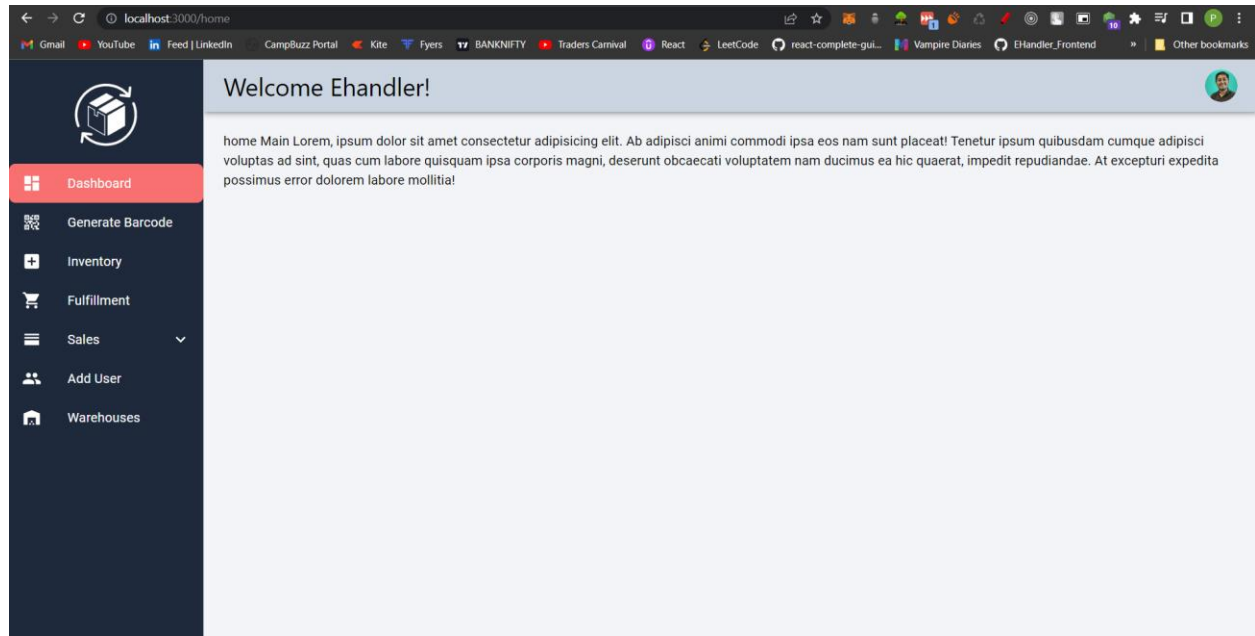 localhost:3000/home
P
1
10
Gmail YouTube Feed | LinkedIn CampBuzz Portal Kite Fyers BANKNIFTY Traders Carnival React LeetCode react-complete-gui... Vampire Diaries EHandler_Frontend » Other bookmarks
Welcome Ehandler!
home Main Lorem, ipsum dolor sit amet consectetur adipisicing elit. Ab adipisci animi commodi ipsa eos nam sunt placeat! Tenetur ipsum quibusdam cumque adipisci
voluptas ad sint, quas cum labore quisquam ipsa corporis magni, deserunt obcaecati voluptatem nam ducimus ea hic quaerat, impedit repudiandae. At excepturi expedita
possimus error dolorem labore mollitia!
Dashboard
Generate Barcode
Inventory
Fulfillment
Sales
Add User
Warehouses